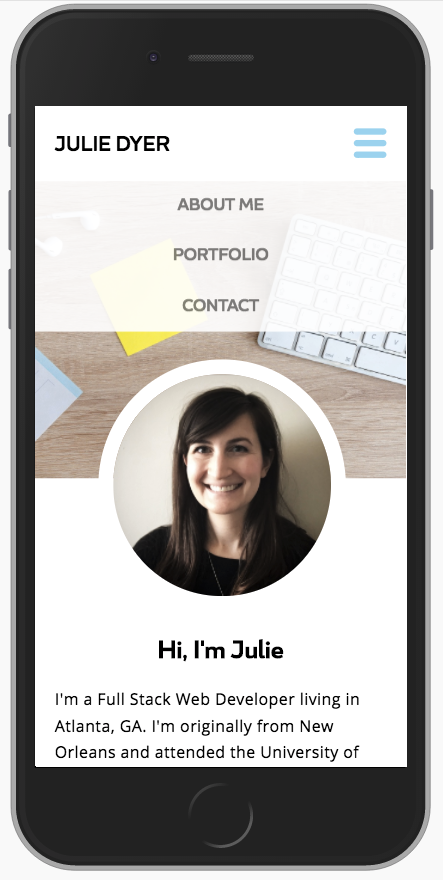 JULIE DYER
ABOUT ME
PORTFOLIO
CONTACT
Hi, I'm Julie
I'm a Full Stack Web Developer living in
Atlanta, GA. I'm originally from New
Orleans and attended the University of